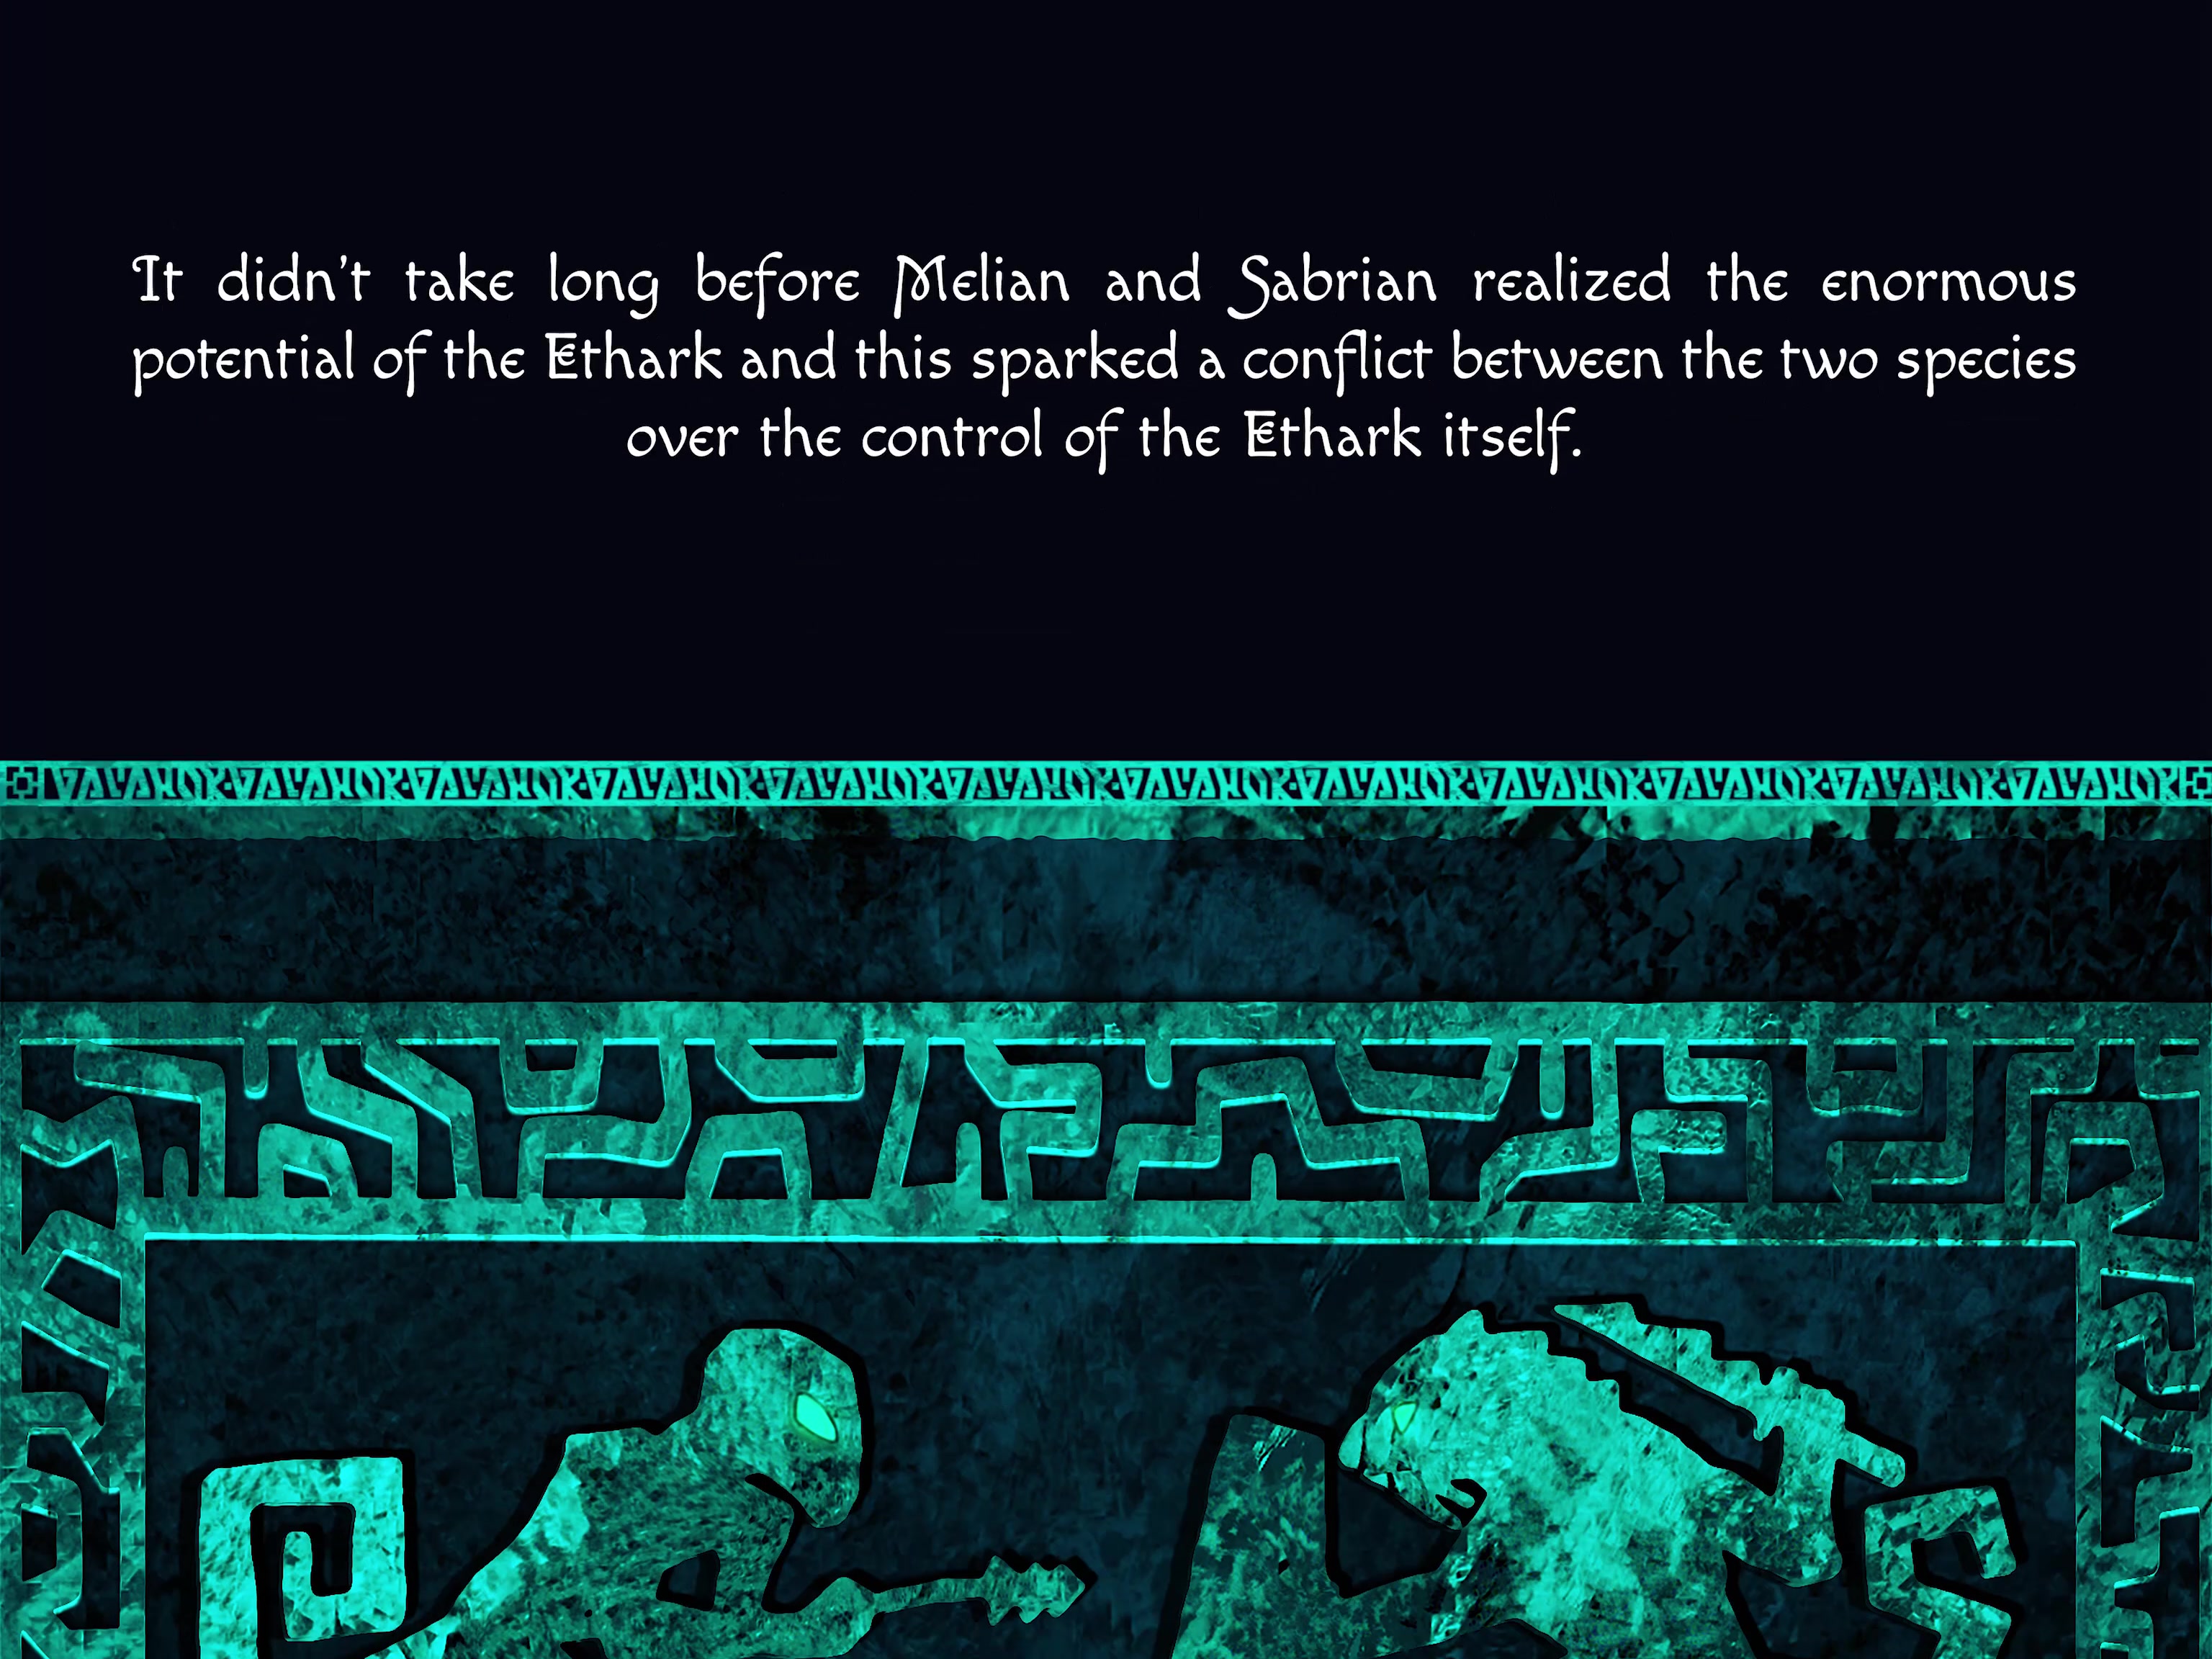 It didn't take long before Melian and Sabrian realized the enormous
potential of the Ethark and this sparked a conflict between the two species
over the control of the Ethark itself.